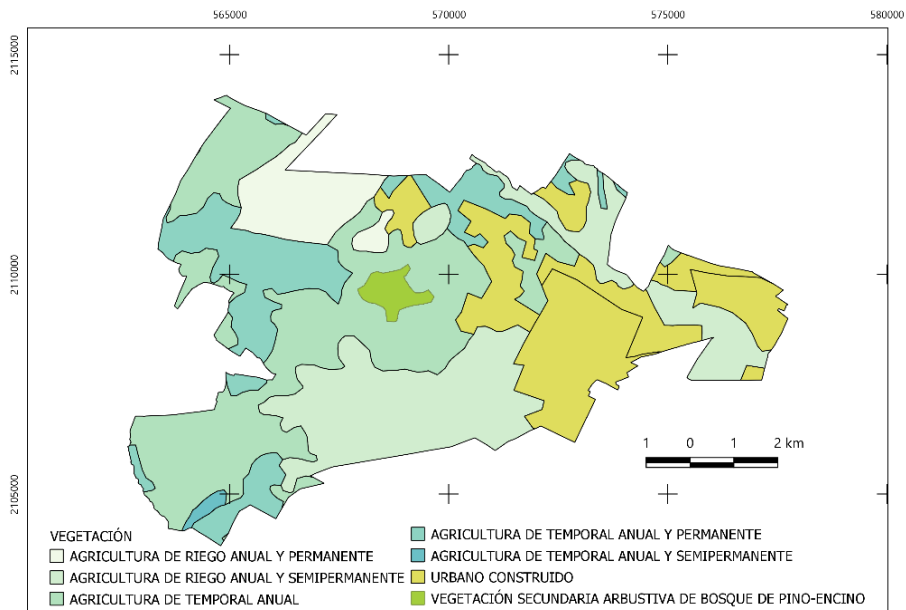 565000 570000 575000 580000
2115000
2110000
2105000
1 0 1 2 km
VEGETACIÓN
AGRICULTURA DE RIEGO ANUAL Y PERMANENTE
AGRICULTURA DE RIEGO ANUAL Y SEMIPERMANENTE
AGRICULTURA DE TEMPORAL ANUAL
AGRICULTURA DE TEMPORAL ANUAL Y PERMANENTE
AGRICULTURA DE TEMPORAL ANUAL Y SEMIPERMANENTE
URBANO CONSTRUIDO
VEGETACIÓN SECUNDARIA ARBUSTIVA DE BOSQUE DE PINO-ENCINO